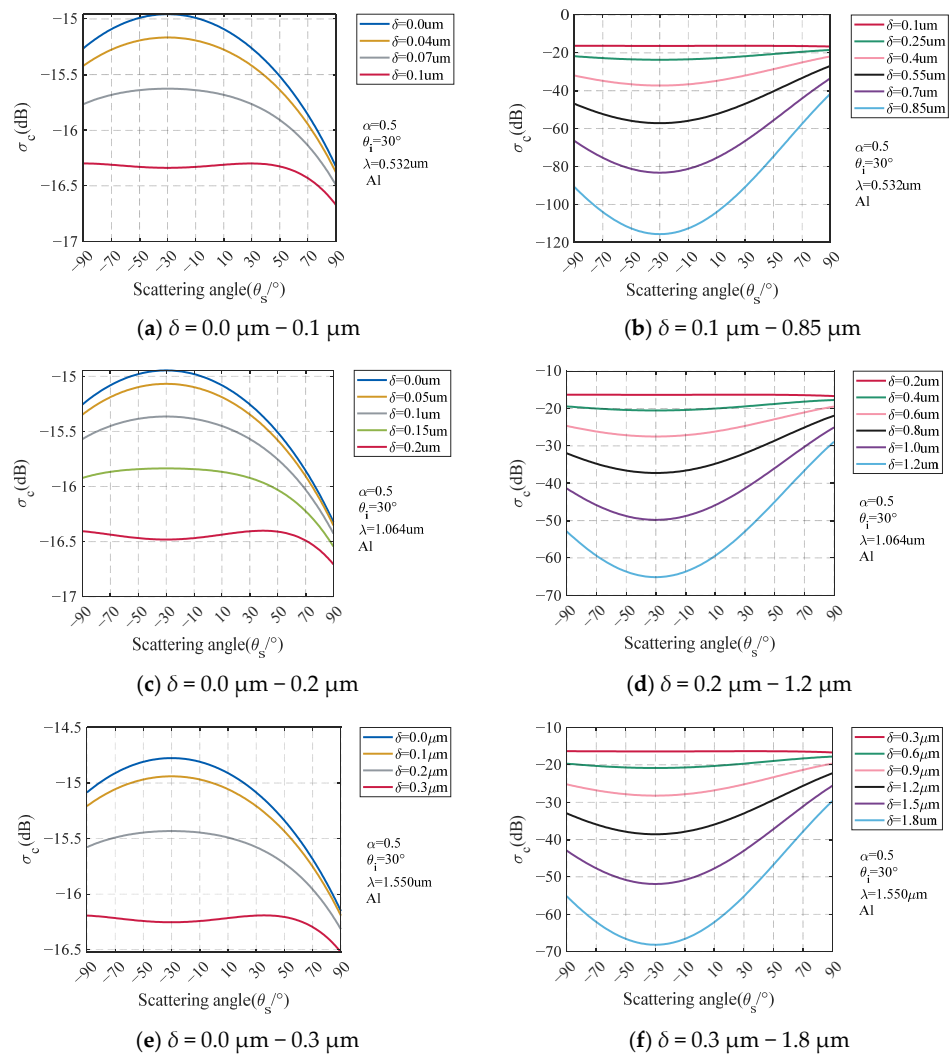 −15
−15.5
−16
−16.5
−17
σc(dB)
−90
−70
−50
−30
−10
10
30
50
70
90
Scattering angle(θs/°)
δ=0.0um
δ=0.04um
δ=0.07um
δ=0.1um
α=0.5
θi=30°
λ=0.532um
Al
(a) δ = 0.0 µm − 0.1 µm
0
−20
−40
−60
−80
−100
−120
σc(dB)
−90
−70
−50
−30
−10
10
30
50
70
90
Scattering angle(θs/°)
δ=0.1um
δ=0.25um
δ=0.4um
δ=0.55um
δ=0.7um
δ=0.85um
α=0.5
θi=30°
λ=0.532um
Al
(b) δ = 0.1 µm − 0.85 µm
−15
−15.5
−16
−16.5
−17
σc(dB)
−90
−70
−50
−30
−10
10
30
50
70
90
Scattering angle(θs/°)
δ=0.0um
δ=0.05um
δ=0.1um
δ=0.15um
δ=0.2um
α=0.5
θi=30°
λ=1.064um
Al
(c) δ = 0.0 µm − 0.2 µm
−10
−20
−30
−40
−50
−60
−70
σc(dB)
−90
−70
−50
−30
−10
10
30
50
70
90
Scattering angle(θs/°)
δ=0.2um
δ=0.4um
δ=0.6um
δ=0.8um
δ=1.0um
δ=1.2um
α=0.5
θi=30°
λ=1.064um
Al
(d) δ = 0.2 µm − 1.2 µm
−14.5
−15
−15.5
−16
−16.5
σc(dB)
−90
−70
−50
−30
−10
10
30
50
70
90
Scattering angle(θs/°)
δ=0.0µm
δ=0.1µm
δ=0.2µm
δ=0.3µm
α=0.5
θi=30°
λ=1.550um
Al
(e) δ = 0.0 µm − 0.3 µm
−10
−20
−30
−40
−50
−60
−70
σc(dB)
−90
−70
−50
−30
−10
10
30
50
70
90
Scattering angle(θs/°)
δ=0.3µm
δ=0.6µm
δ=0.9µm
δ=1.2µm
δ=1.5µm
δ=1.8um
α=0.5
θi=30°
λ=1.550µm
Al
(f) δ = 0.3 µm − 1.8 µm